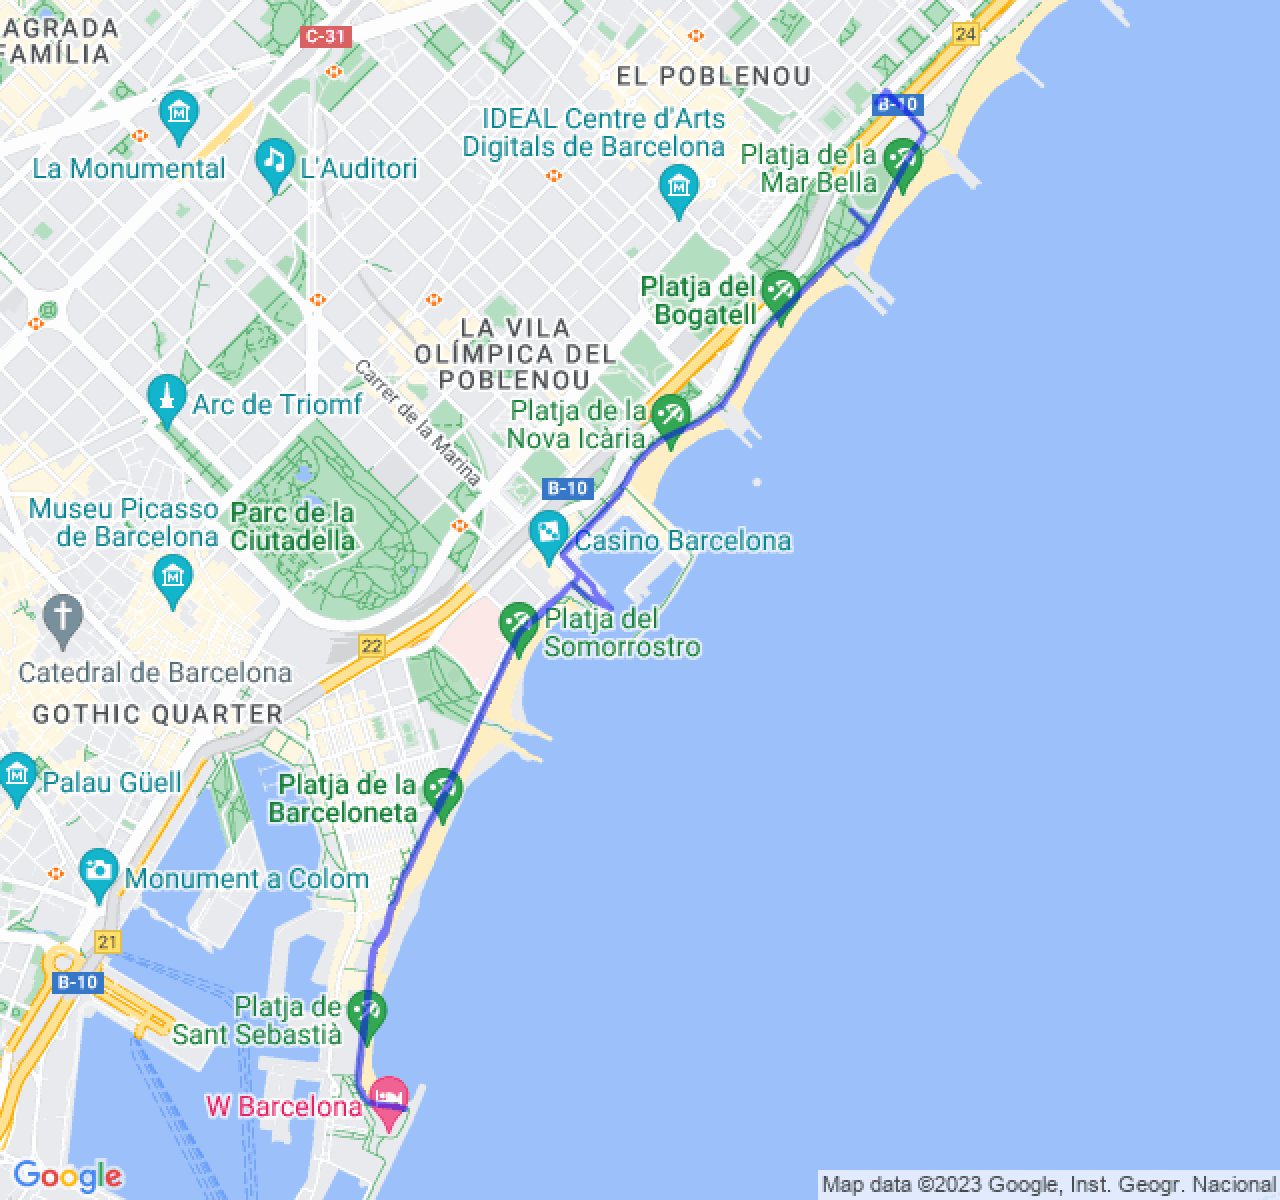 AGRADA
FAMÍLIA
C-31
24
EL POBLENOU
B-10
IDEAL Centre d'Arts
Digitals de Barcelona
La Monumental
L'Auditori
Platja de la
Mar Bella
Platja del
Bogatell
LA VILA
OLÍMPICA DEL
POBLENOU
Carrer de la Marina
Arc de Triomf
Platja de la
Nova Icària
B-10
Museu Picasso
de Barcelona
Parc de la
Ciutadella
Casino Barcelona
22
Platja del
Somorrostro
Catedral de Barcelona
GOTHIC QUARTER
Palau Güell
Platja de la
Barceloneta
Monument a Colom
21
B-10
Platja de
Sant Sebastià
W Barcelona
Google
Map data ©2023 Google, Inst. Geogr. Nacional